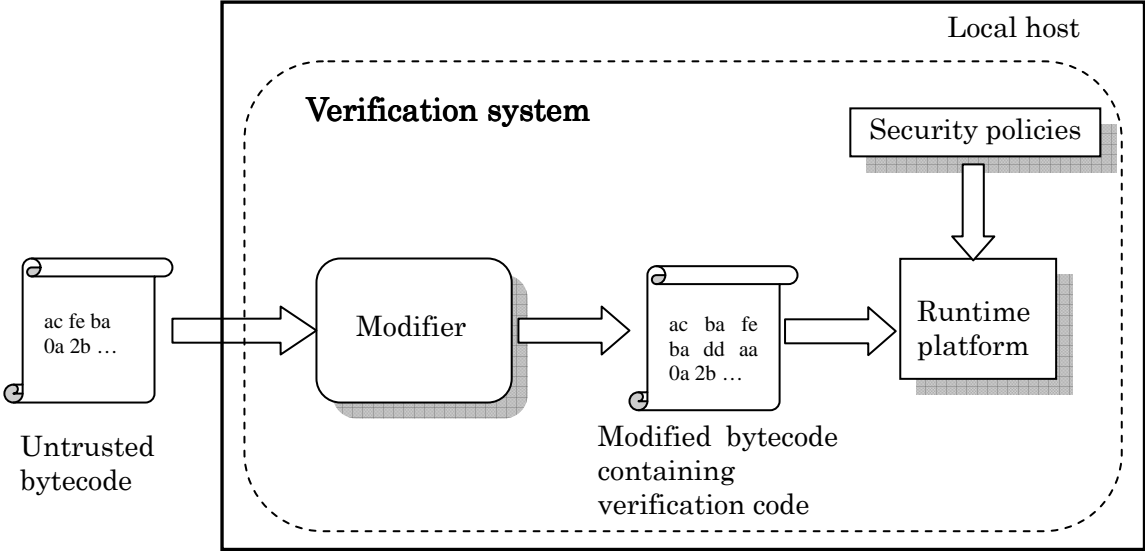 Local host
Verification system
Security policies
ac fe ba
0a 2b …
Modifier
ac ba fe
ba dd aa
0a 2b …
Runtime
platform
Untrusted
bytecode
Modified bytecode
containing
verification code